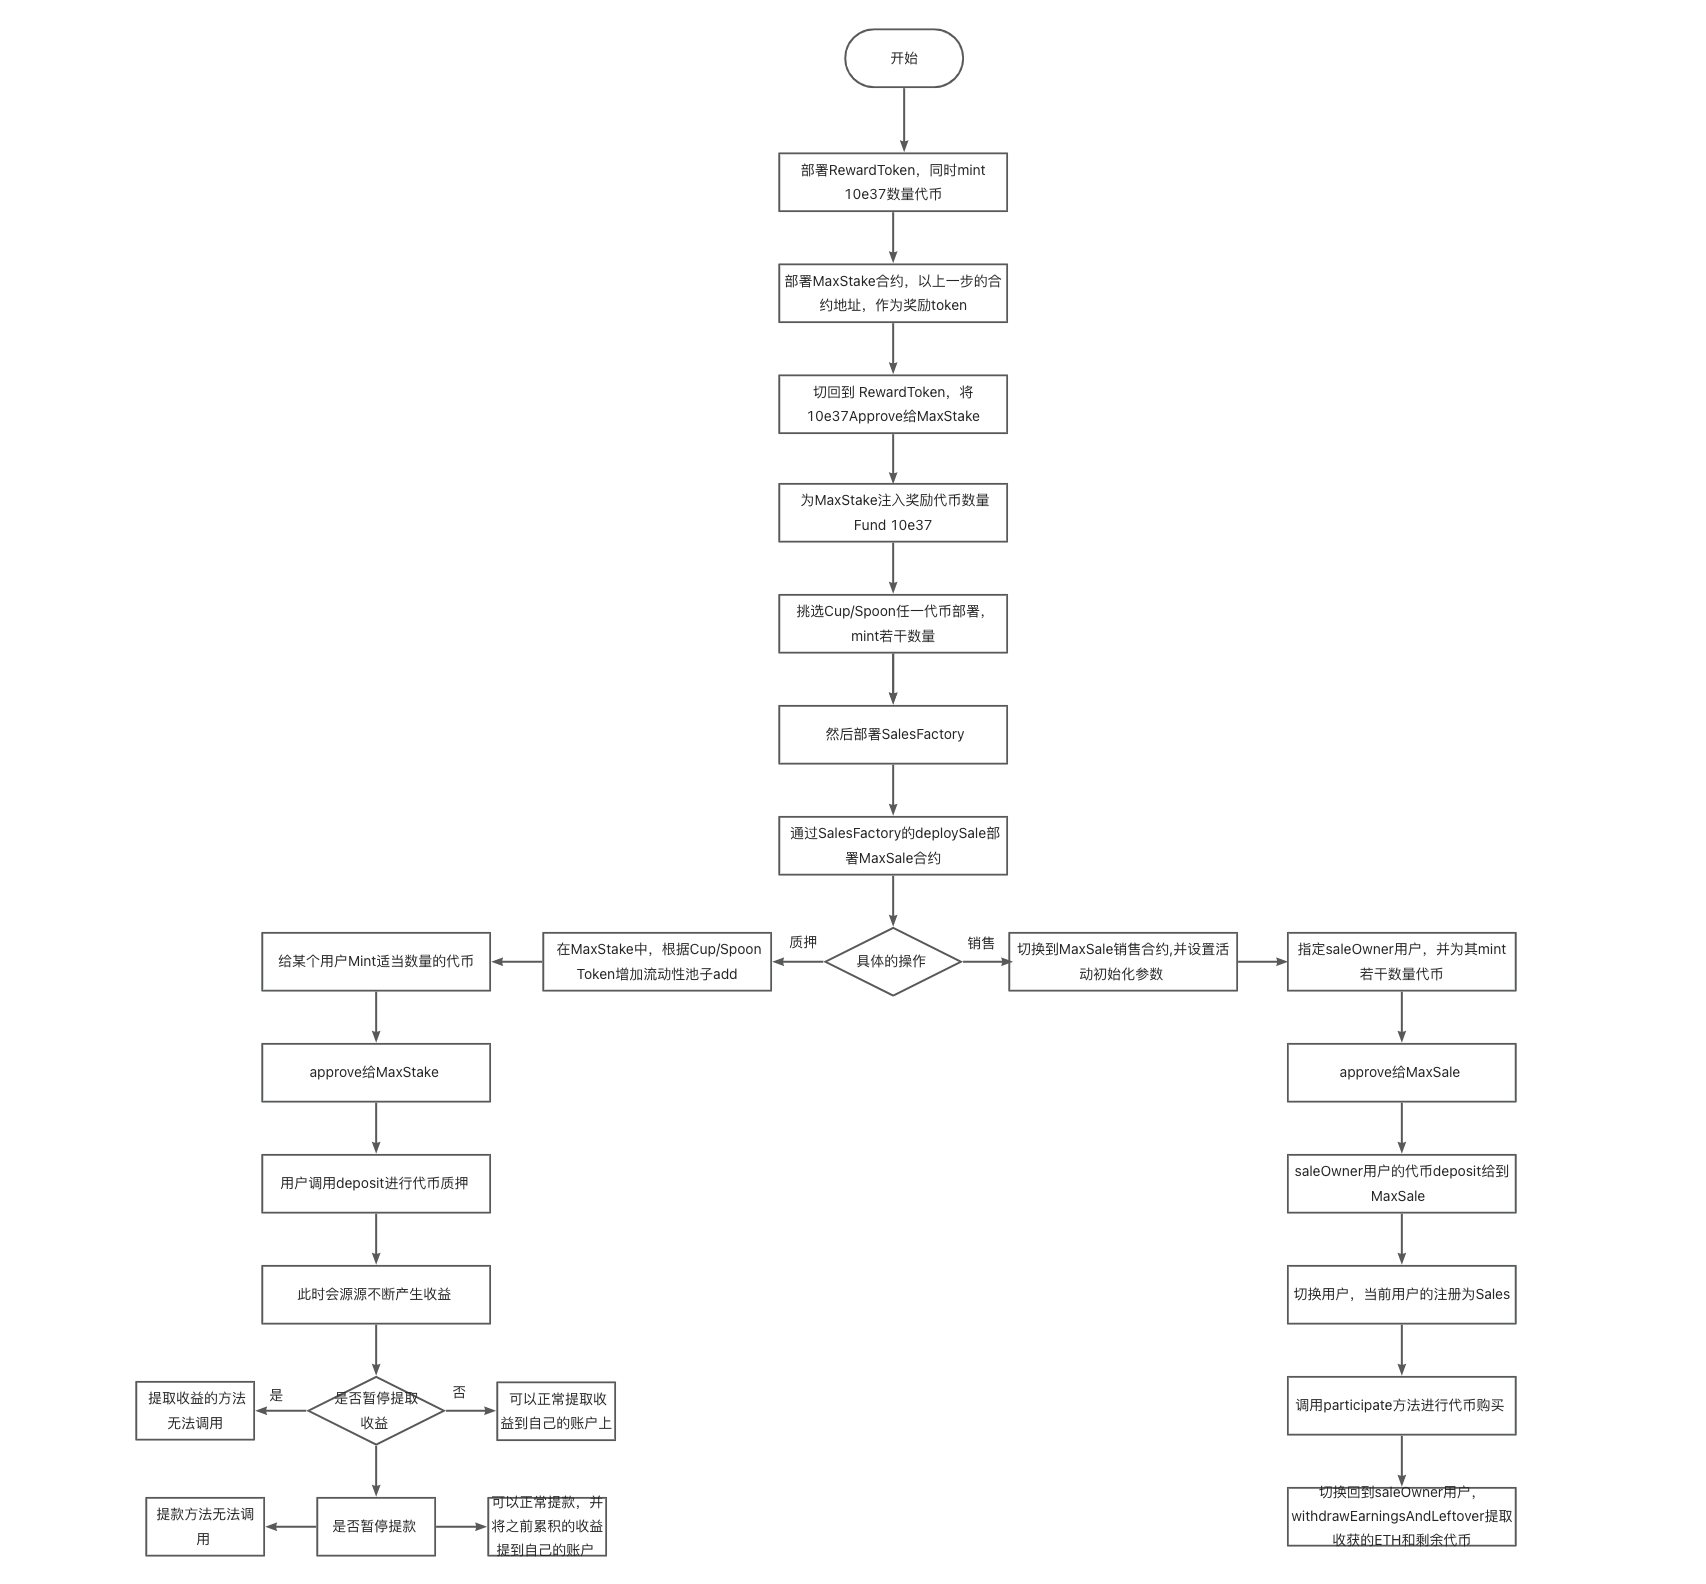 开始
部署RewardToken，同时mint
10e37数量代币
部署MaxStake合约，以上一步的合
约地址，作为奖励token
切回到 RewardToken，将
10e37Approve给MaxStake
为MaxStake注入奖励代币数量
Fund 10e37
挑选Cup/Spoon任一代币部署，
mint若干数量
然后部署SalesFactory
通过SalesFactory的deploySale部
署MaxSale合约
具体的操作
质押
在MaxStake中，根据Cup/Spoon
Token增加流动性池子add
给某个用户Mint适当数量的代币
approve给MaxStake
用户调用deposit进行代币质押
此时会源源不断产生收益
是否暂停提取
收益
是
提取收益的方法
无法调用
否
可以正常提取收
益到自己的账户上
是否暂停提款
提款方法无法调
用
可以正常提款，并
将之前累积的收益
提到自己的账户
销售
切换到MaxSale销售合约,并设置活
动初始化参数
指定saleOwner用户，并为其mint
若干数量代币
approve给MaxSale
saleOwner用户的代币deposit给到
MaxSale
切换用户，当前用户的注册为Sales
调用participate方法进行代币购买
切换回到saleOwner用户，
withdrawEarningsAndLeftover提取
收获的ETH和剩余代币